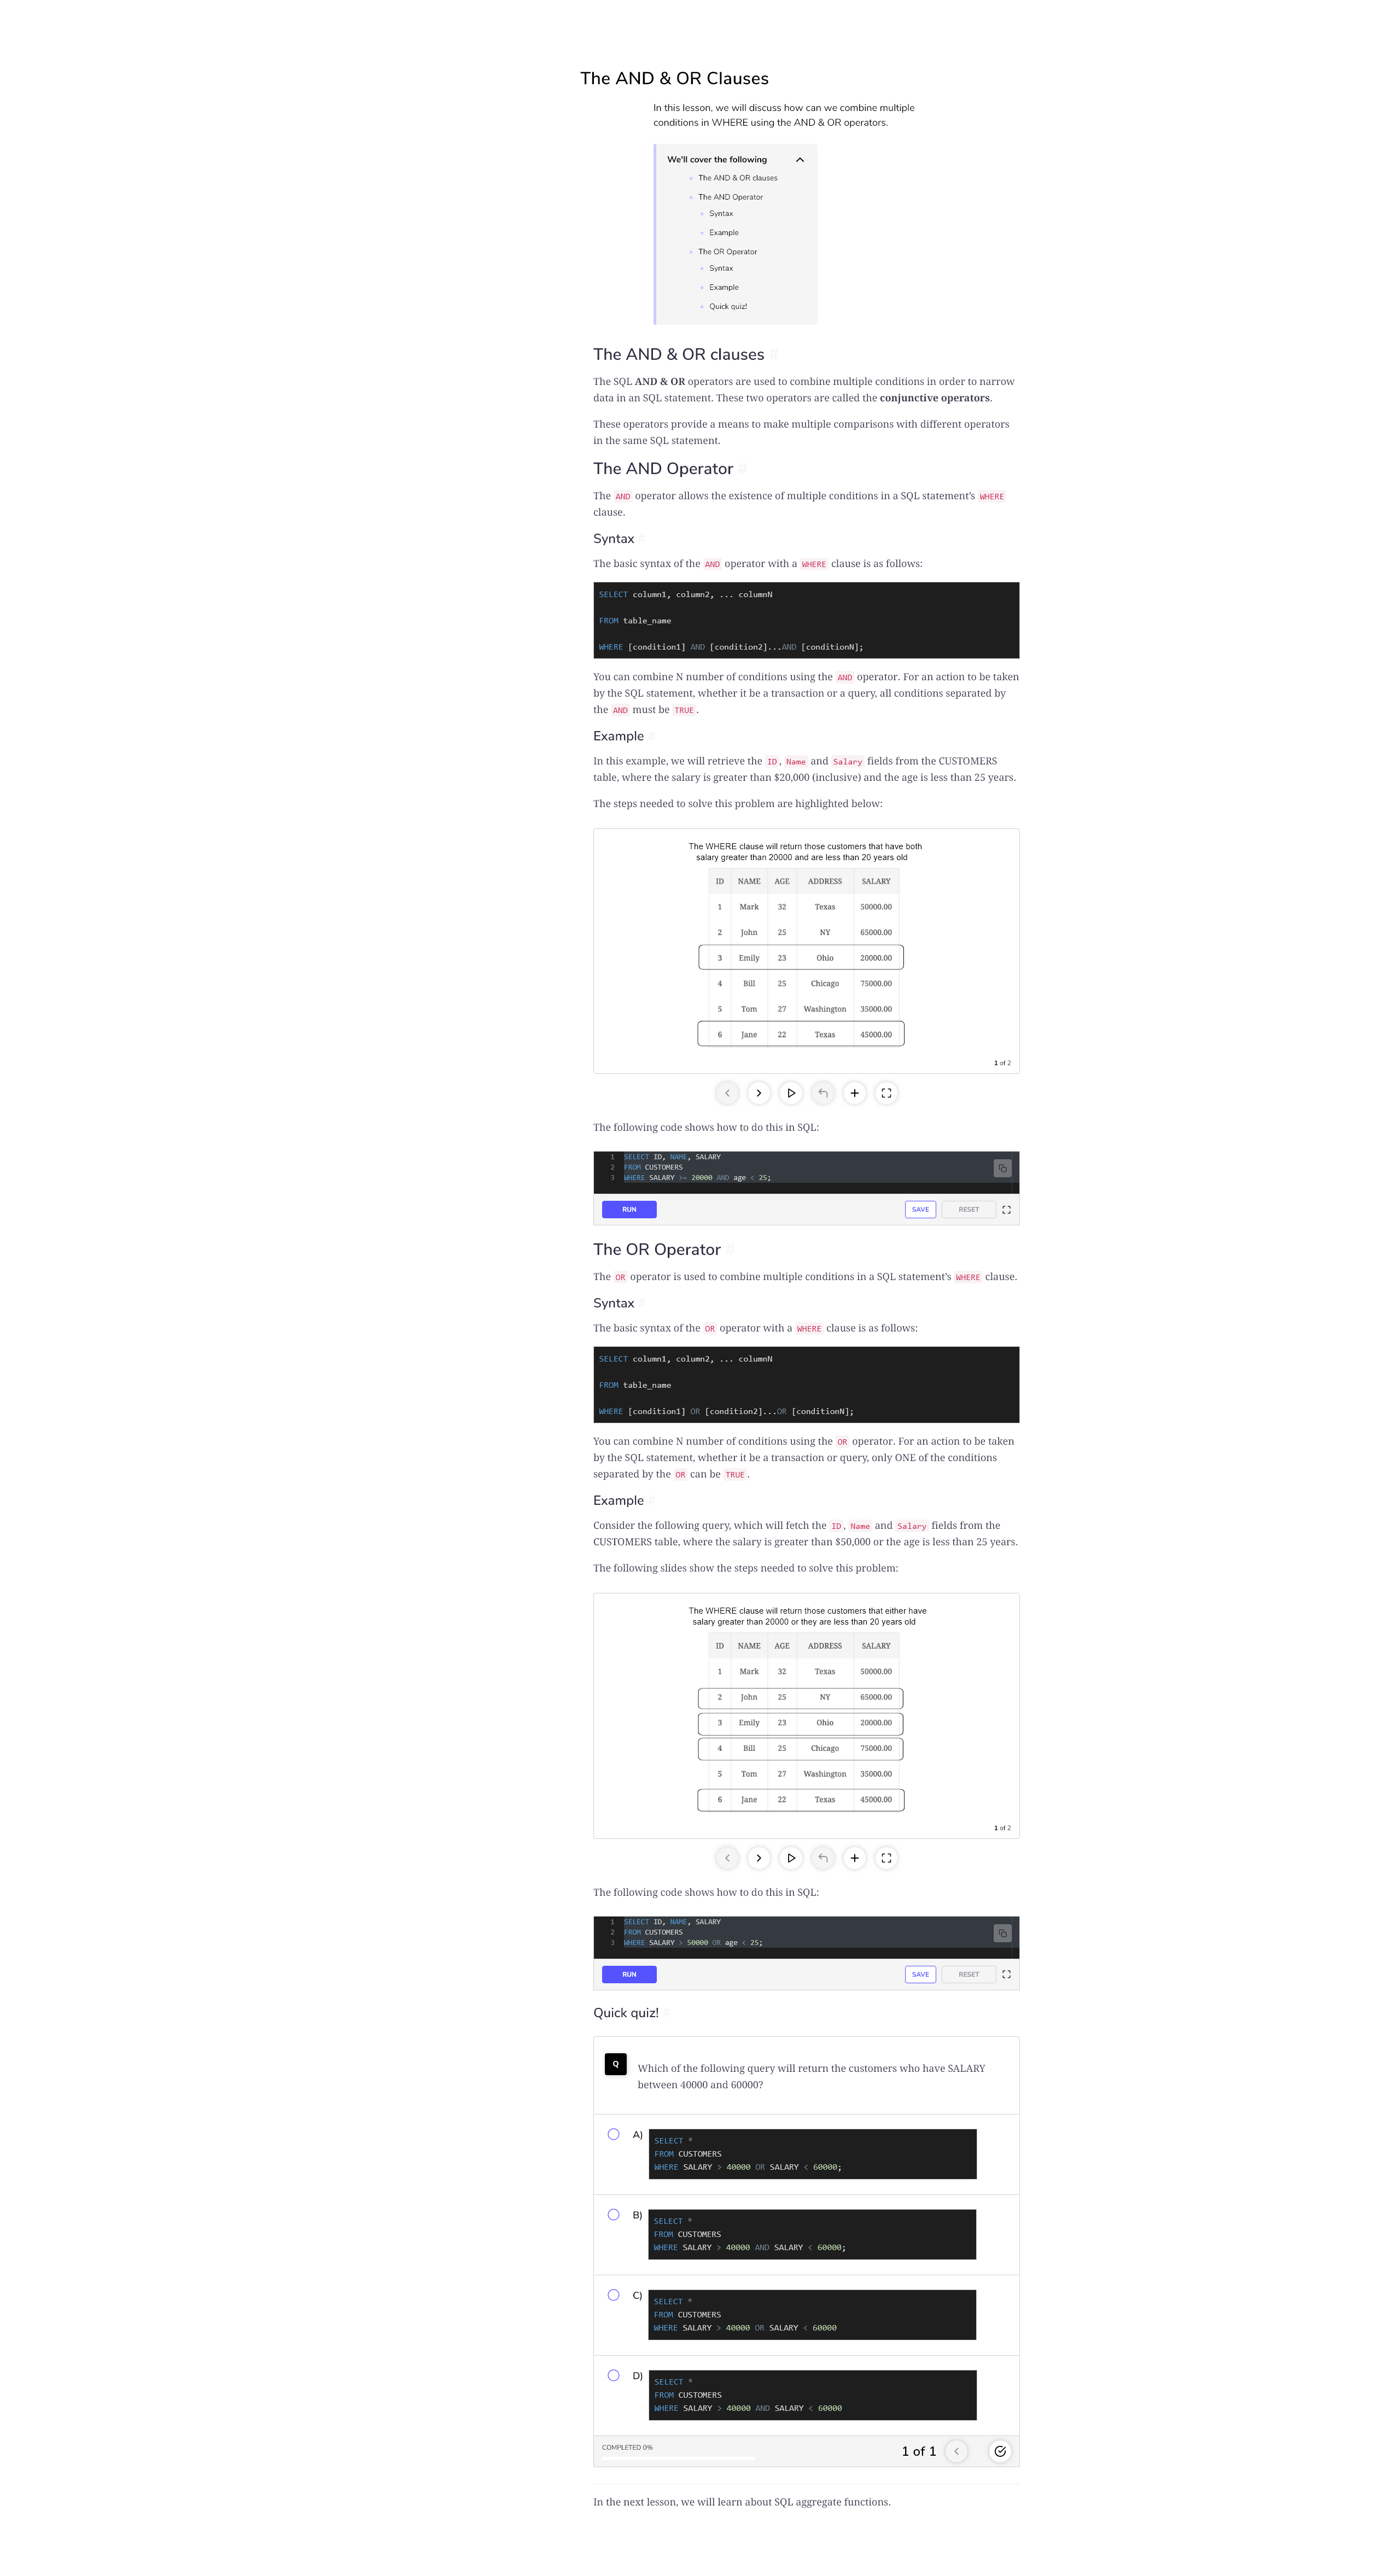 The AND & OR Clauses
In this lesson, we will discuss how can we combine multiple
conditions in WHERE using the AND & OR operators.
We'll cover the following
The AND & OR clauses
The AND Operator
Syntax
Example
The OR Operator
Syntax
Example
Quick quiz!
The AND & OR clauses #
The SQL AND & OR operators are used to combine multiple conditions in order to narrow
data in an SQL statement. These two operators are called the conjunctive operators.
These operators provide a means to make multiple comparisons with different operators
in the same SQL statement.
The AND Operator #
The AND operator allows the existence of multiple conditions in a SQL statement’s WHERE
clause.
Syntax #
The basic syntax of the AND operator with a WHERE clause is as follows:
SELECT column1, column2, ... columnN
FROM table_name
WHERE [condition1] AND [condition2]...AND [conditionN];
You can combine N number of conditions using the AND operator. For an action to be taken
by the SQL statement, whether it be a transaction or a query, all conditions separated by
the AND must be TRUE.
Example #
In this example, we will retrieve the ID, Name and Salary fields from the CUSTOMERS
table, where the salary is greater than $20,000 (inclusive) and the age is less than 25 years.
The steps needed to solve this problem are highlighted below:
The WHERE clause will return those customers that have both
salary greater than 20000 and are less than 20 years old
ID NAME AGE ADDRESS SALARY
1 Mark 32 Texas 50000.00
2 John 25 NY 65000.00
3 Emily 23 Ohio 20000.00
4 Bill 25 Chicago 75000.00
5 Tom 27 Washington 35000.00
6 Jane 22 Texas 45000.00
1 of 2
The following code shows how to do this in SQL:
1 SELECT ID, NAME, SALARY
2 FROM CUSTOMERS
3 WHERE SALARY >= 20000 AND age < 25;
RUN SAVE RESET
The OR Operator #
The OR operator is used to combine multiple conditions in a SQL statement’s WHERE clause.
Syntax #
The basic syntax of the OR operator with a WHERE clause is as follows:
SELECT column1, column2, ... columnN
FROM table_name
WHERE [condition1] OR [condition2]...OR [conditionN];
You can combine N number of conditions using the OR operator. For an action to be taken
by the SQL statement, whether it be a transaction or query, only ONE of the conditions
separated by the OR can be TRUE.
Example #
Consider the following query, which will fetch the ID, Name and Salary fields from the
CUSTOMERS table, where the salary is greater than $50,000 or the age is less than 25 years.
The following slides show the steps needed to solve this problem:
The WHERE clause will return those customers that either have
salary greater than 20000 or they are less than 20 years old
ID NAME AGE ADDRESS SALARY
1 Mark 32 Texas 50000.00
2 John 25 NY 65000.00
3 Emily 23 Ohio 20000.00
4 Bill 25 Chicago 75000.00
5 Tom 27 Washington 35000.00
6 Jane 22 Texas 45000.00
1 of 2
The following code shows how to do this in SQL:
1 SELECT ID, NAME, SALARY
2 FROM CUSTOMERS
3 WHERE SALARY > 50000 OR age < 25;
RUN SAVE RESET
Quick quiz! #
Q
Which of the following query will return the customers who have SALARY
between 40000 and 60000?
A)
SELECT *
FROM CUSTOMERS
WHERE SALARY > 40000 OR SALARY < 60000;
B)
SELECT *
FROM CUSTOMERS
WHERE SALARY > 40000 AND SALARY < 60000;
C)
SELECT *
FROM CUSTOMERS
WHERE SALARY > 40000 OR SALARY < 60000
D)
SELECT *
FROM CUSTOMERS
WHERE SALARY > 40000 AND SALARY < 60000
COMPLETED 0%
1 of 1
In the next lesson, we will learn about SQL aggregate functions.